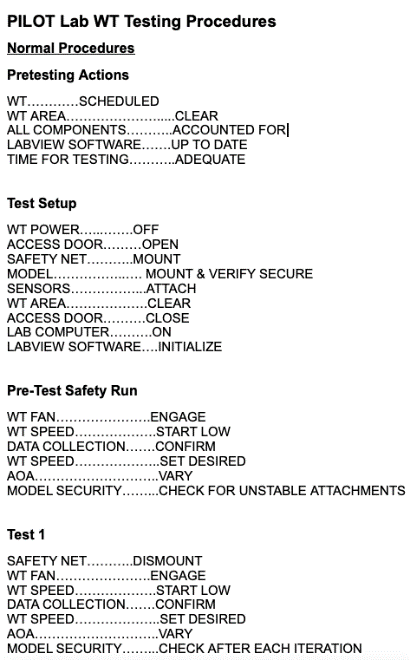 PILOT Lab WT Testing Procedures
Normal Procedures
Pretesting Actions
WT............SCHEDULED
WT AREA..........................CLEAR
ALL COMPONENTS...........ACCOUNTED FOR
LABVIEW SOFTWARE.......UP TO DATE
TIME FOR TESTING...........ADEQUATE
Test Setup
WT POWER.............OFF
ACCESS DOOR.........OPEN
SAFETY NET...........MOUNT
MODEL..................... MOUNT & VERIFY SECURE
SENSORS..................ATTACH
WT AREA...................CLEAR
ACCESS DOOR..........CLOSE
LAB COMPUTER..........ON
LABVIEW SOFTWARE....INITIALIZE
Pre-Test Safety Run
WT FAN......................ENGAGE
WT SPEED...................START LOW
DATA COLLECTION.......CONFIRM
WT SPEED....................SET DESIRED
AOA.............................VARY
MODEL SECURITY.........CHECK FOR UNSTABLE ATTACHMENTS
Test 1
SAFETY NET...........DISMOUNT
WT FAN......................ENGAGE
WT SPEED...................START LOW
DATA COLLECTION.......CONFIRM
WT SPEED....................SET DESIRED
AOA.............................VARY
MODEL SECURITY.........CHECK AFTER EACH ITERATION